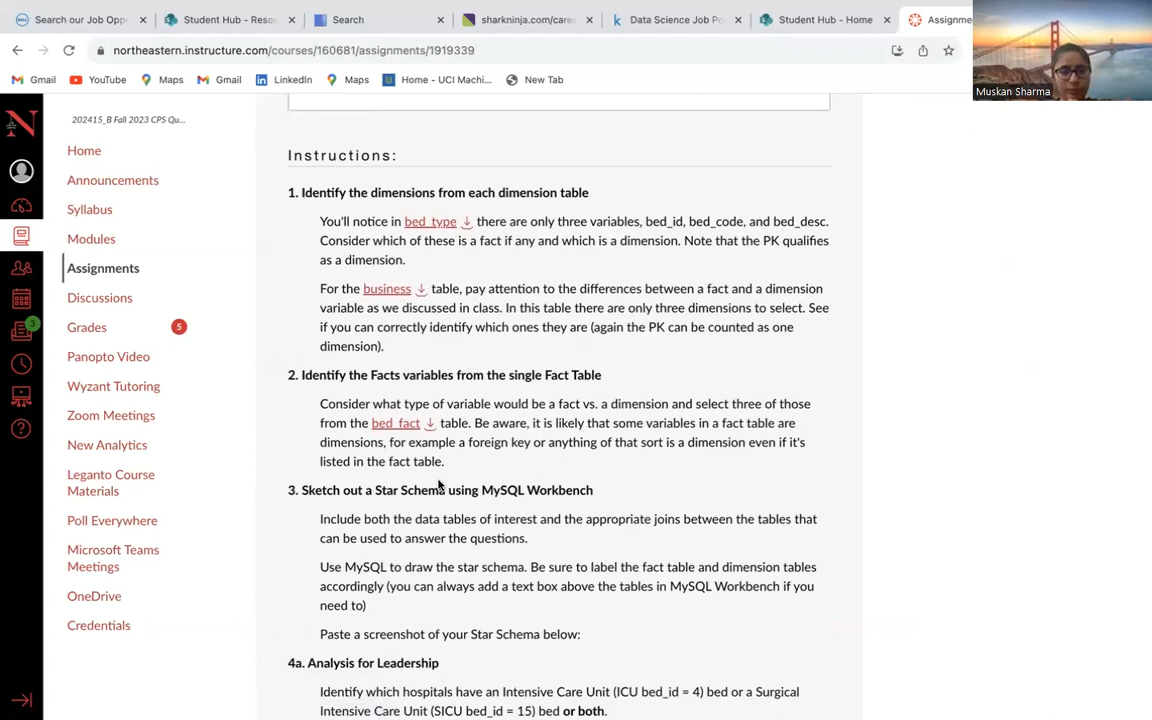 Search our Job Opp
Student Hub - Reso
Search
sharkninja.com/care
Data Science Job Po
Student Hub - Home
Assignme
northeastern.instructure.com/courses/160681/assignments/1919339
Gmail
YouTube
Maps
Gmail
LinkedIn
Maps
Home - UCI Machi...
New Tab
Muskan Sharma
N
202415_B Fall 2023 CPS Qu...
Home
Announcements
Syllabus
Modules
Assignments
Discussions
Grades
5
3
Panopto Video
Wyzant Tutoring
Zoom Meetings
New Analytics
Leganto Course
Materials
Poll Everywhere
Microsoft Teams
Meetings
OneDrive
Credentials
Instructions:
1. Identify the dimensions from each dimension table
You'll notice in bed_type there are only three variables, bed_id, bed_code, and bed_desc.
Consider which of these is a fact if any and which is a dimension. Note that the PK qualifies
as a dimension.
For the business table, pay attention to the differences between a fact and a dimension
variable as we discussed in class. In this table there are only three dimensions to select. See
if you can correctly identify which ones they are (again the PK can be counted as one
dimension).
2. Identify the Facts variables from the single Fact Table
Consider what type of variable would be a fact vs. a dimension and select three of those
from the bed_fact table. Be aware, it is likely that some variables in a fact table are
dimensions, for example a foreign key or anything of that sort is a dimension even if it's
listed in the fact table.
3. Sketch out a Star Schema using MySQL Workbench
Include both the data tables of interest and the appropriate joins between the tables that
can be used to answer the questions.
Use MySQL to draw the star schema. Be sure to label the fact table and dimension tables
accordingly (you can always add a text box above the tables in MySQL Workbench if you
need to)
Paste a screenshot of your Star Schema below:
4a. Analysis for Leadership
Identify which hospitals have an Intensive Care Unit (ICU bed_id = 4) bed or a Surgical
Intensive Care Unit (SICU bed_id = 15) bed or both.